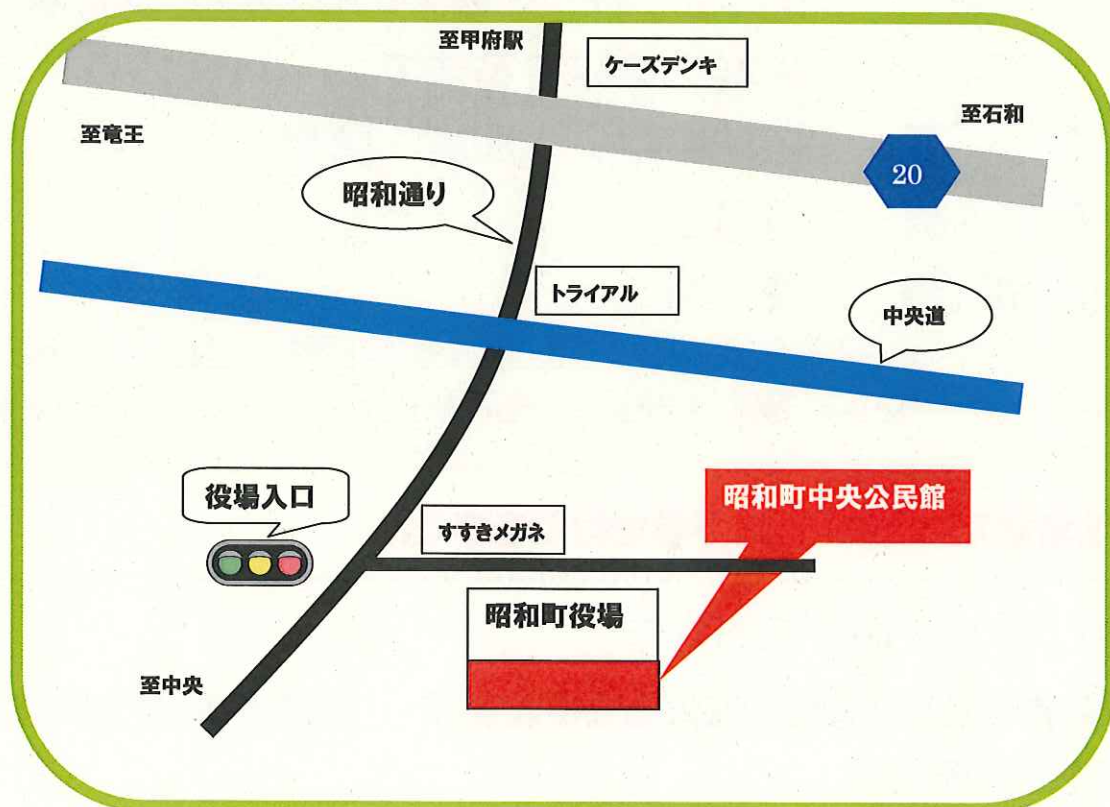 至甲府駅
ケーズデンキ
至石和
至竜王
20
昭和通り
トライアル
中央道
役場入口
昭和町中央公民館
すすきメガネ
昭和町役場
至中央